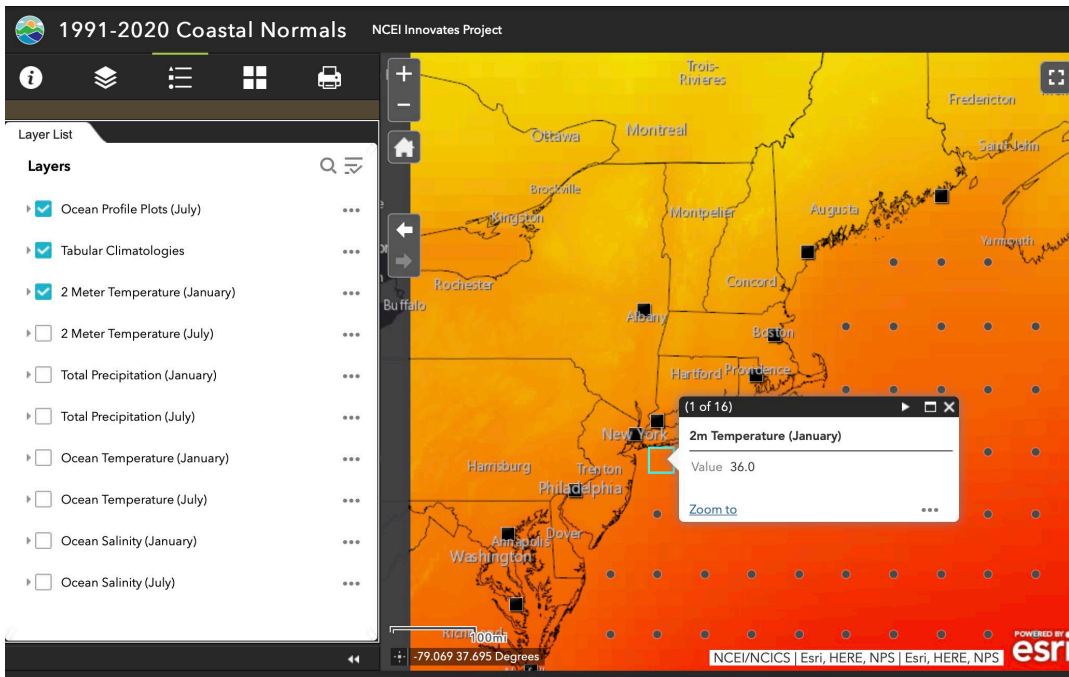 1991-2020 Coastal Normals NCEI Innovates Project
Layer List
Layers
Ocean Profile Plots (July)
Tabular Climatologies
2 Meter Temperature (January)
2 Meter Temperature (July)
Total Precipitation (January)
Total Precipitation (July)
Ocean Temperature (January)
Ocean Temperature (July)
Ocean Salinity (January)
Ocean Salinity (July)
Trois-
Rivieres
Fredericton
Ottawa
Montreal
Saint John
Brockville
Kingston
Montpelier
Augusta
Yarmouth
Rochester
Concord
Buffalo
Albany
Boston
Hartford
Providence
New York
Harrisburg
Trenton
Philadelphia
Annapolis
Dover
Washington
(1 of 16)
2m Temperature (January)
Value 36.0
Zoom to
Richmond
100mi
-79.069 37.695 Degrees
NCEI/NCICS | Esri, HERE, NPS | Esri, HERE, NPS
POWERED BY
esri